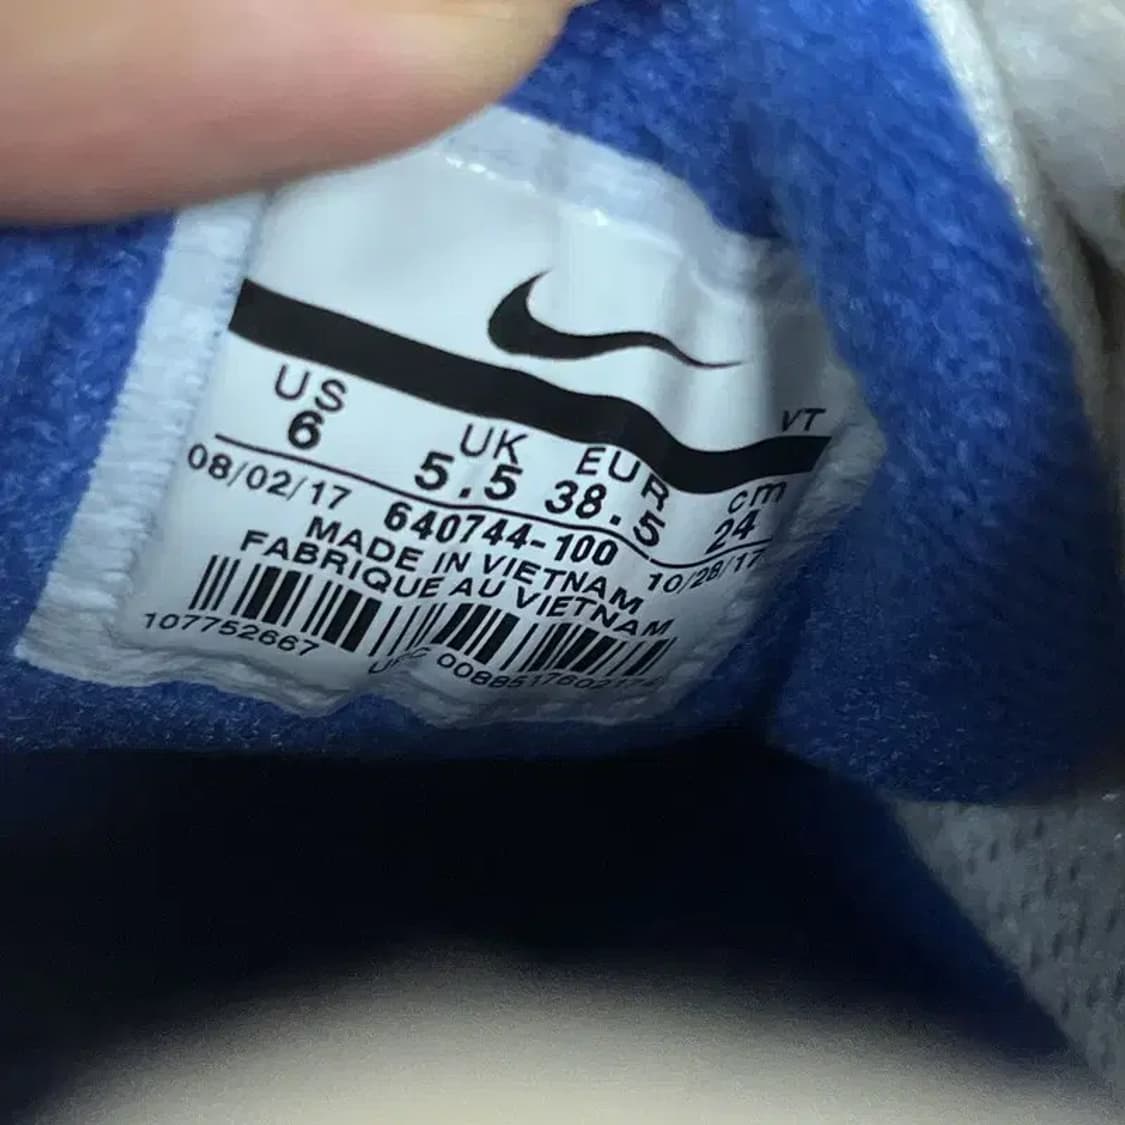 VT
US UK EUR cm
6 5.5 38.5 24
08/02/17 640744-100 10/28/17
MADE IN VIETNAM
FABRIQUE AU VIETNAM
107752667 UPC